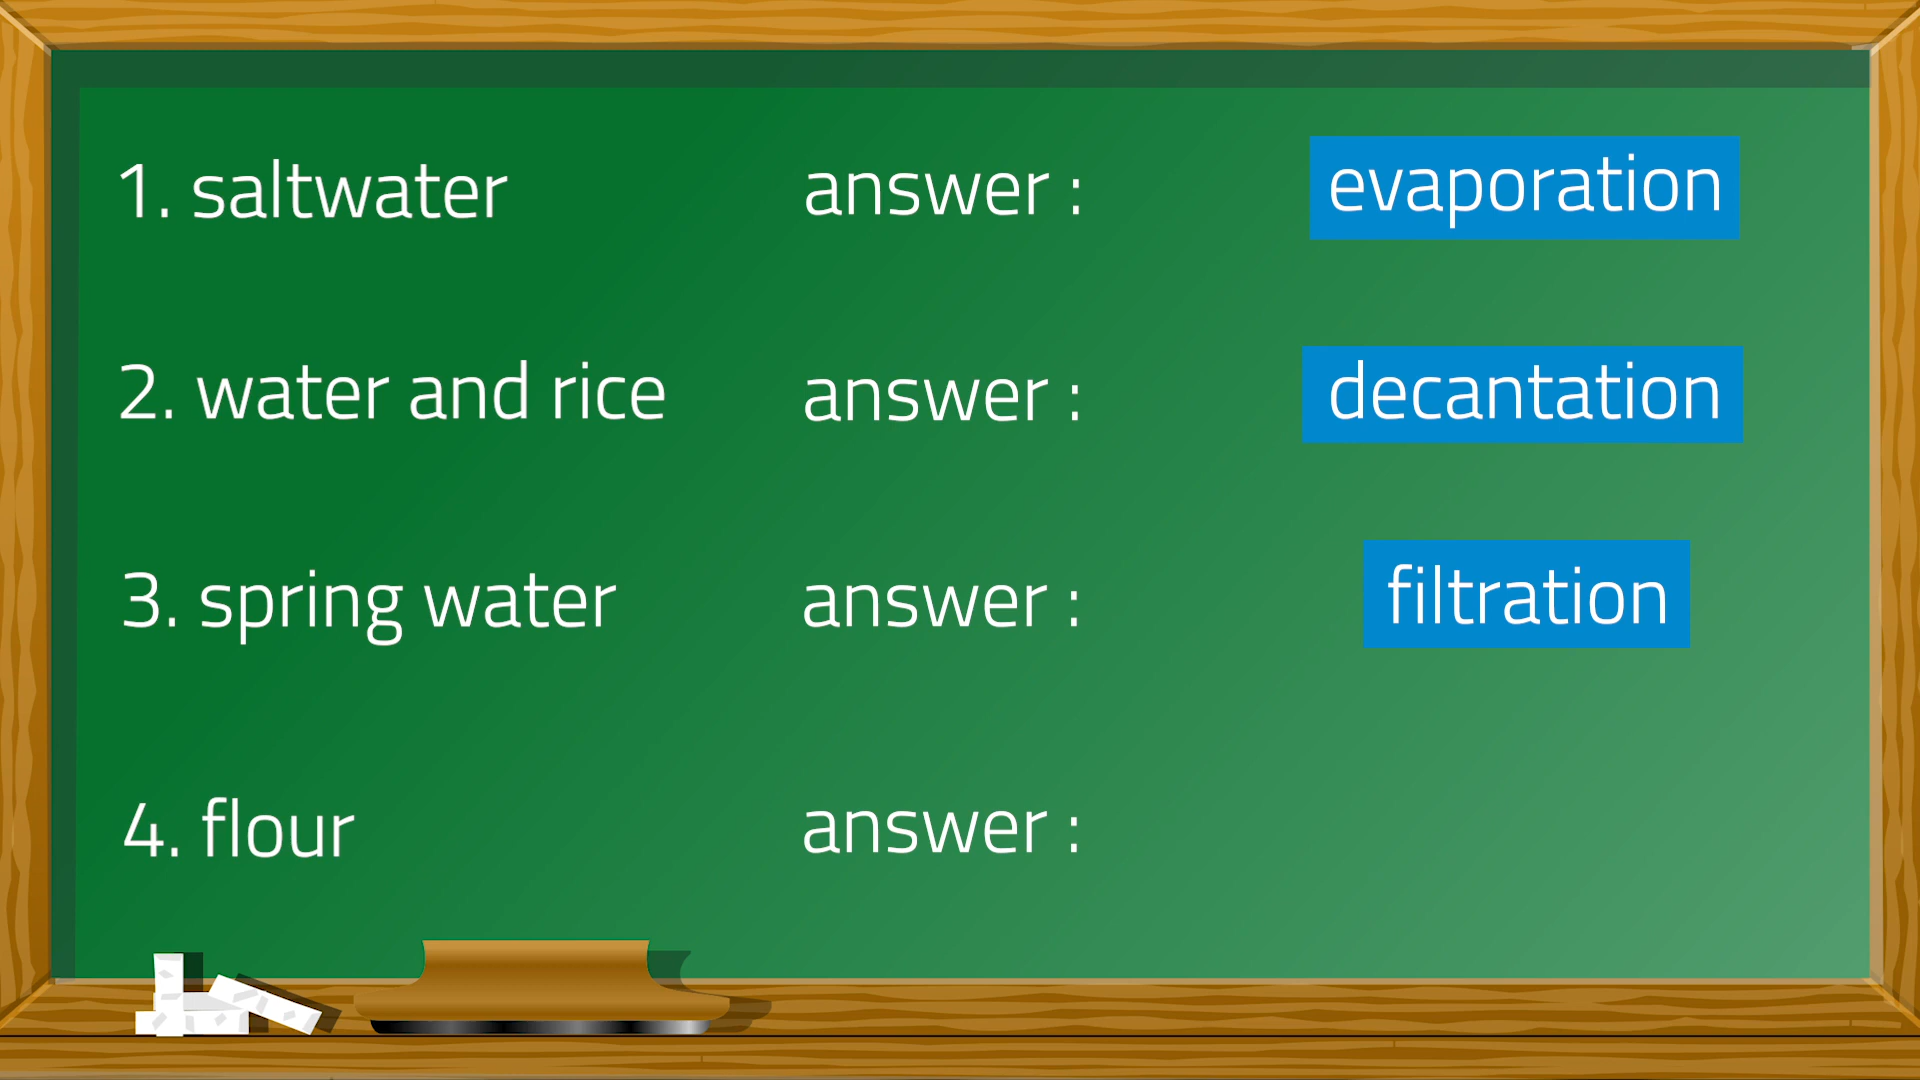 1. saltwater answer : evaporation
2. water and rice answer : decantation
3. spring water answer : filtration
4. flour answer :